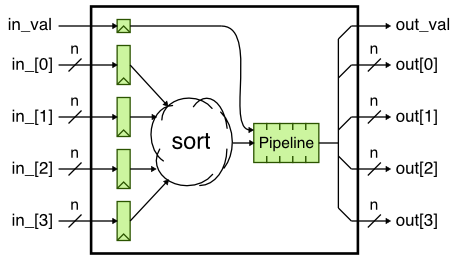 in_val
out_val
n
in_[0]
n
out[0]
n
in_[1]
n
out[1]
sort
Pipeline
n
in_[2]
n
out[2]
n
in_[3]
n
out[3]